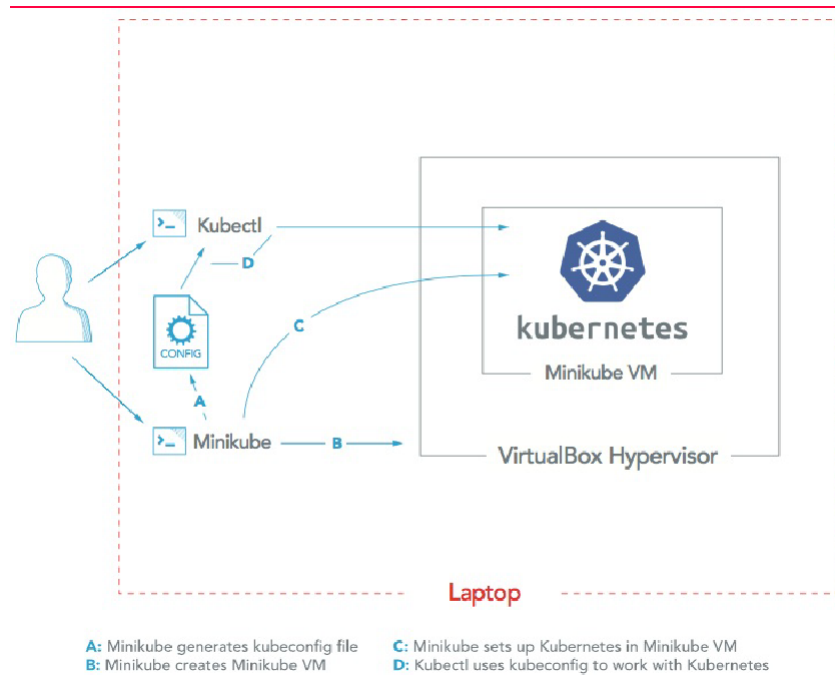 >_ Kubectl
D
CONFIG
C
kubernetes
Minikube VM
A
>_ Minikube
B
VirtualBox Hypervisor
Laptop
A: Minikube generates kubeconfig file
C: Minikube sets up Kubernetes in Minikube VM
B: Minikube creates Minikube VM
D: Kubectl uses kubeconfig to work with Kubernetes